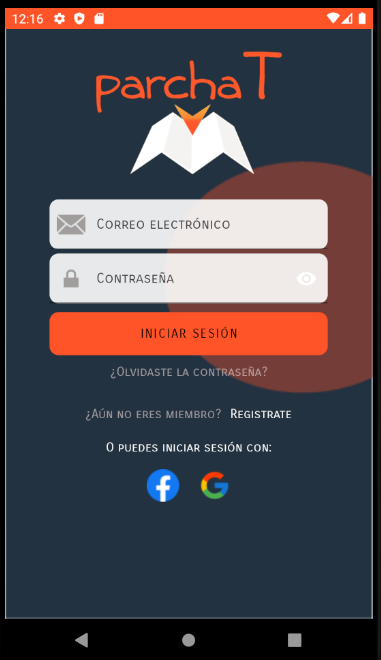 12:16
parchaT
Correo electrónico
Contraseña
INICIAR SESIÓN
¿Olvidaste la contraseña?
¿Aún no eres miembro? Registrate
O puedes iniciar sesión con: